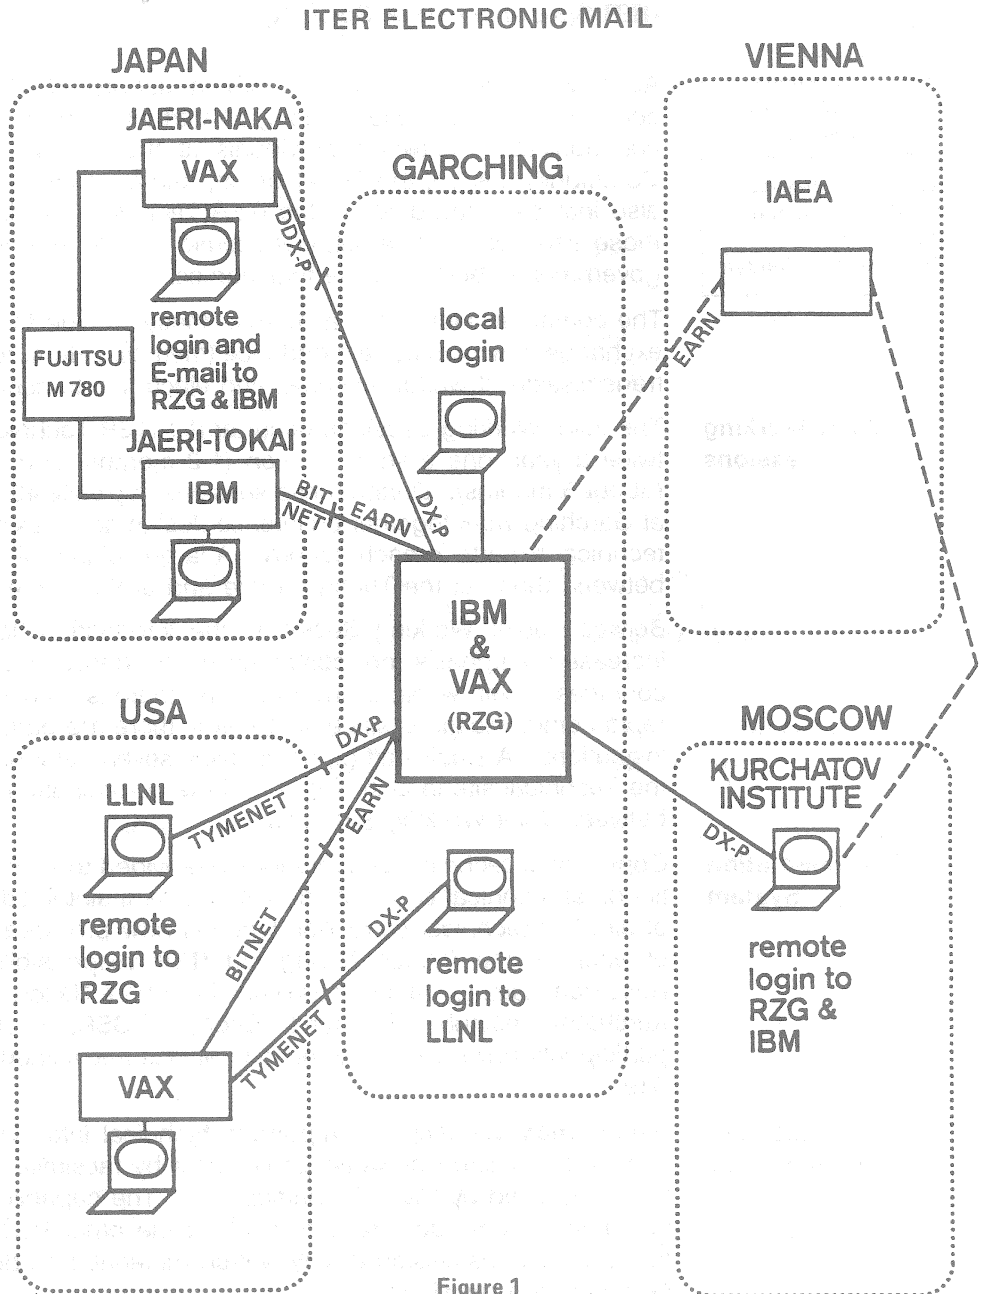 ITER ELECTRONIC MAIL
JAPAN
JAERI-NAKA
VAX
DDX-P
remote
login and
E-mail to
RZG & IBM
FUJITSU
M 780
JAERI-TOKAI
IBM
BIT
NET
EARN
DX-P
GARCHING
local
login
IBM
&
VAX
(RZG)
VIENNA
IAEA
EARN
USA
LLNL
TYMENET
DX-P
remote
login to
RZG
BITNET
EARN
VAX
TYMENET
DX-P
remote
login to
LLNL
MOSCOW
KURCHATOV
INSTITUTE
DX-P
remote
login to
RZG &
IBM
Figure 1